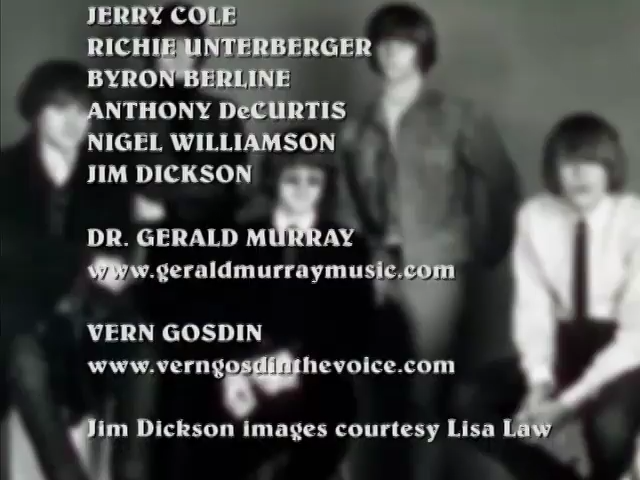 JERRY COLE
RICHIE UNTERBERGER
BYRON BERLINE
ANTHONY DeCURTIS
NIGEL WILLIAMSON
JIM DICKSON
DR. GERALD MURRAY
www.geraldmurraymusic.com
VERN GOSDIN
www.verngosdinthevoice.com
Jim Dickson images courtesy Lisa Law